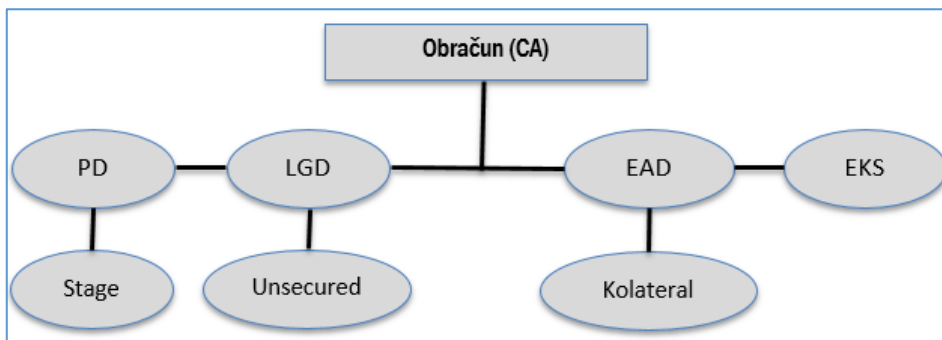 Obračun (CA)
PD
LGD
EAD
EKS
Stage
Unsecured
Kolateral